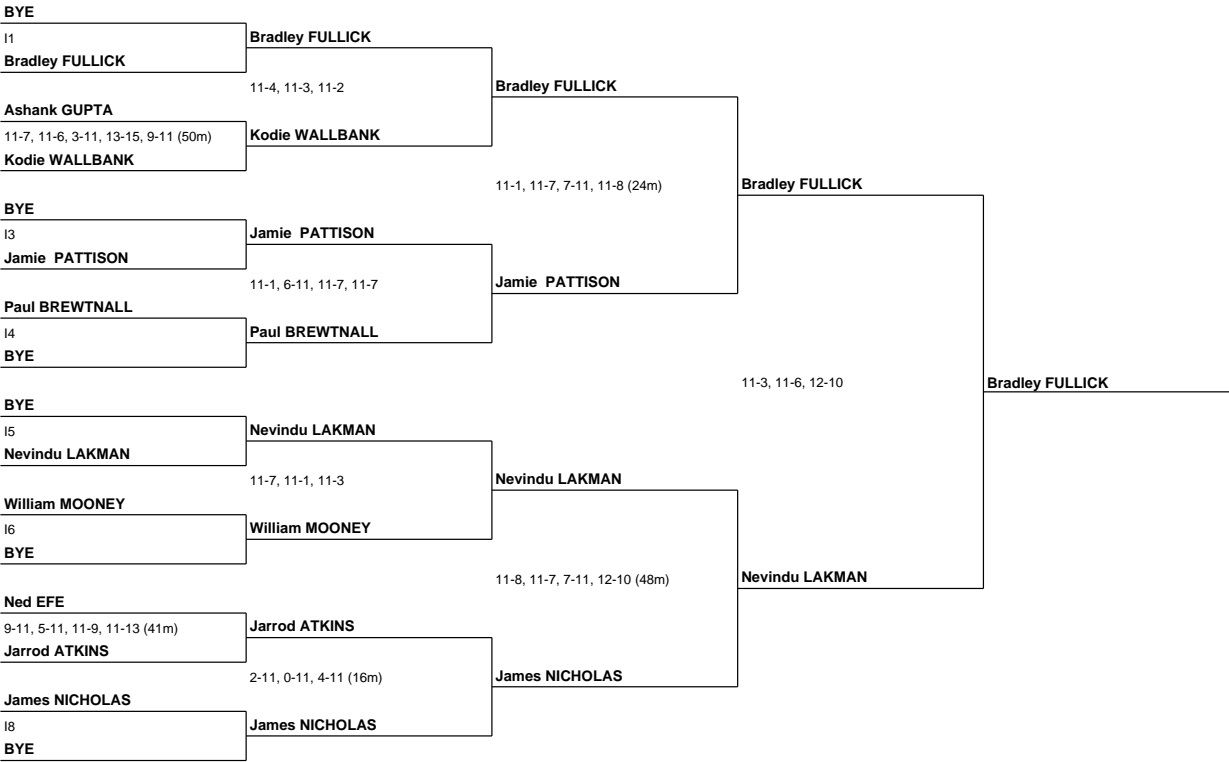 BYE
I1
Bradley FULLICK
Ashank GUPTA
11-7, 11-6, 3-11, 13-15, 9-11 (50m)
Kodie WALLBANK
BYE
I3
Jamie  PATTISON
Paul BREWTNALL
I4
BYE
BYE
I5
Nevindu LAKMAN
William MOONEY
I6
BYE
Ned EFE
9-11, 5-11, 11-9, 11-13 (41m)
Jarrod ATKINS
James NICHOLAS
I8
BYE
Bradley FULLICK
11-4, 11-3, 11-2
Kodie WALLBANK
Jamie  PATTISON
11-1, 6-11, 11-7, 11-7
Paul BREWTNALL
Nevindu LAKMAN
11-7, 11-1, 11-3
William MOONEY
Jarrod ATKINS
2-11, 0-11, 4-11 (16m)
James NICHOLAS
Bradley FULLICK
11-1, 11-7, 7-11, 11-8 (24m)
Jamie  PATTISON
Nevindu LAKMAN
11-8, 11-7, 7-11, 12-10 (48m)
James NICHOLAS
Bradley FULLICK
11-3, 11-6, 12-10
Nevindu LAKMAN
Bradley FULLICK